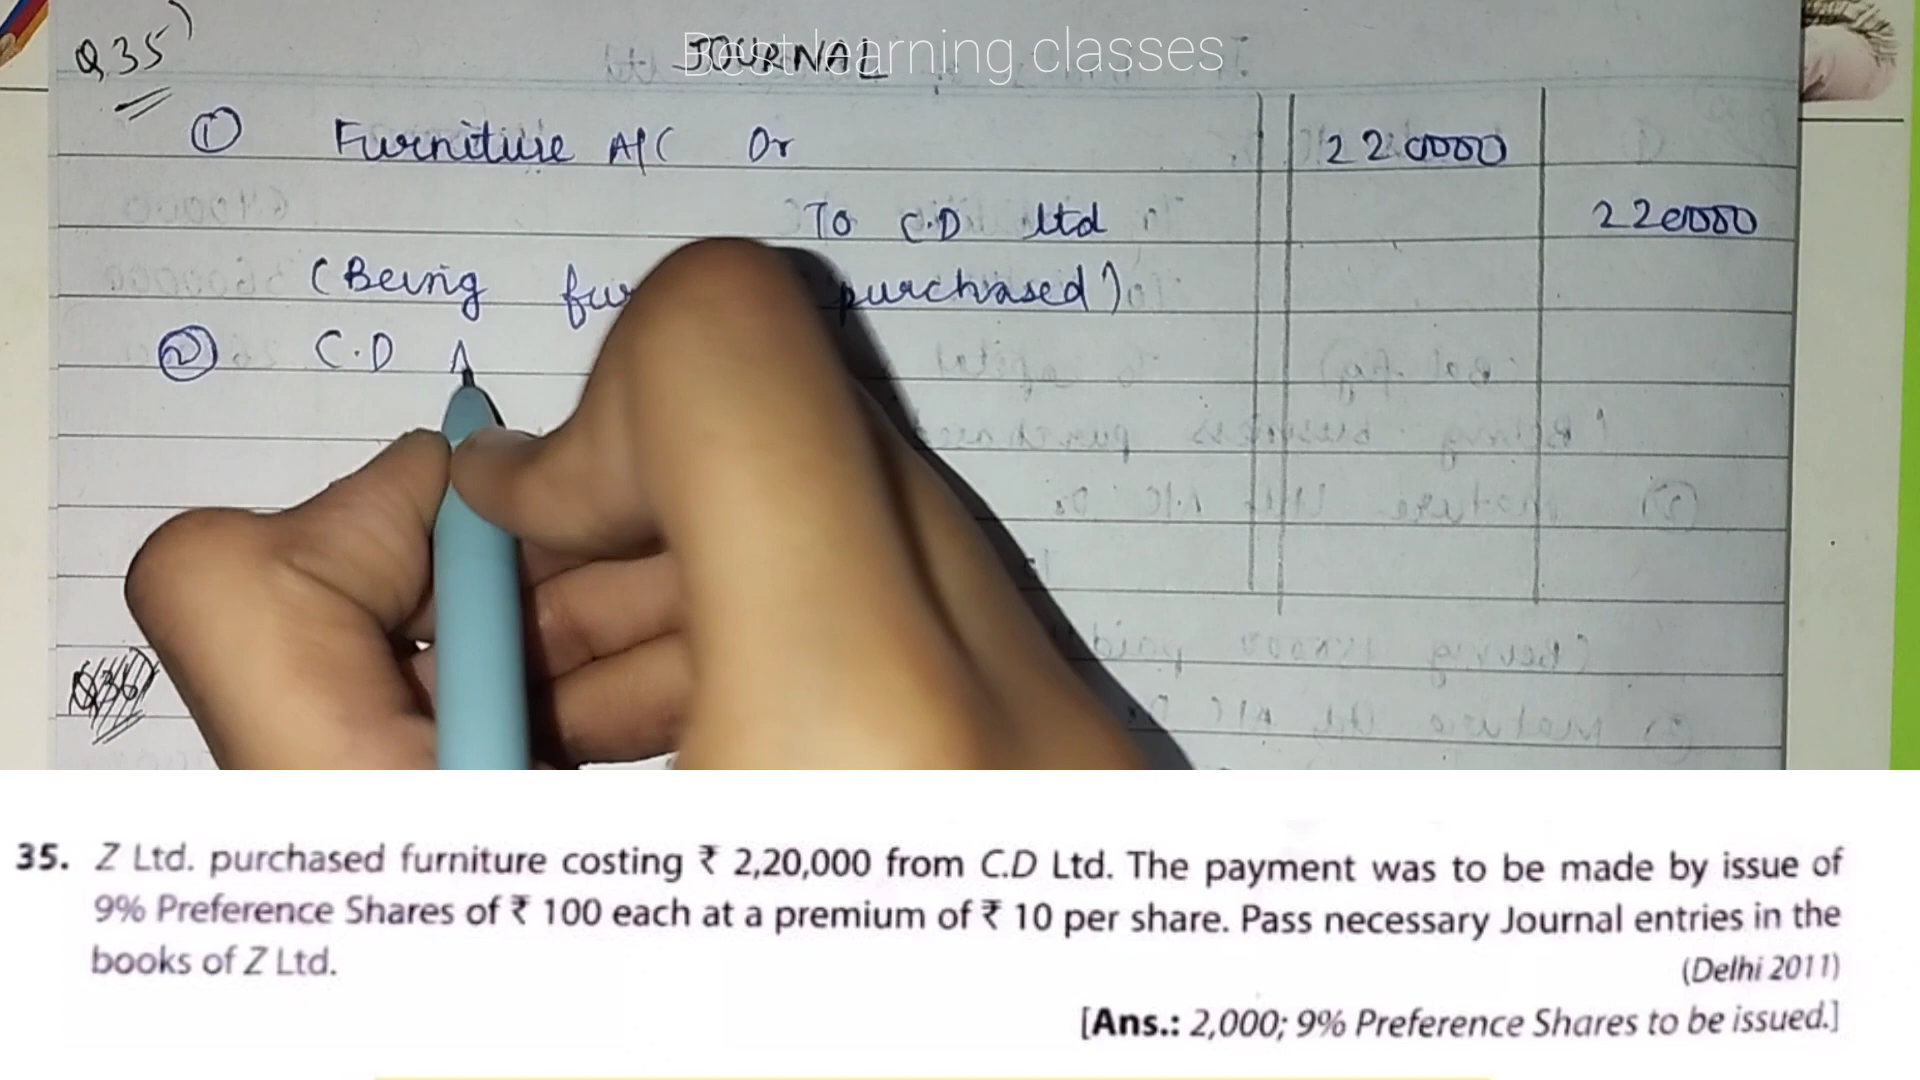 Best learning classes
Q35)
JOURNAL
① Furniture A/C Dr 220000
To C.D ltd 220000
(Being fur purchased)
② C.D A
Q36)
35. Z Ltd. purchased furniture costing ₹ 2,20,000 from C.D Ltd. The payment was to be made by issue of
9% Preference Shares of ₹ 100 each at a premium of ₹ 10 per share. Pass necessary Journal entries in the
books of Z Ltd.
(Delhi 2011)
[Ans.: 2,000; 9% Preference Shares to be issued.]